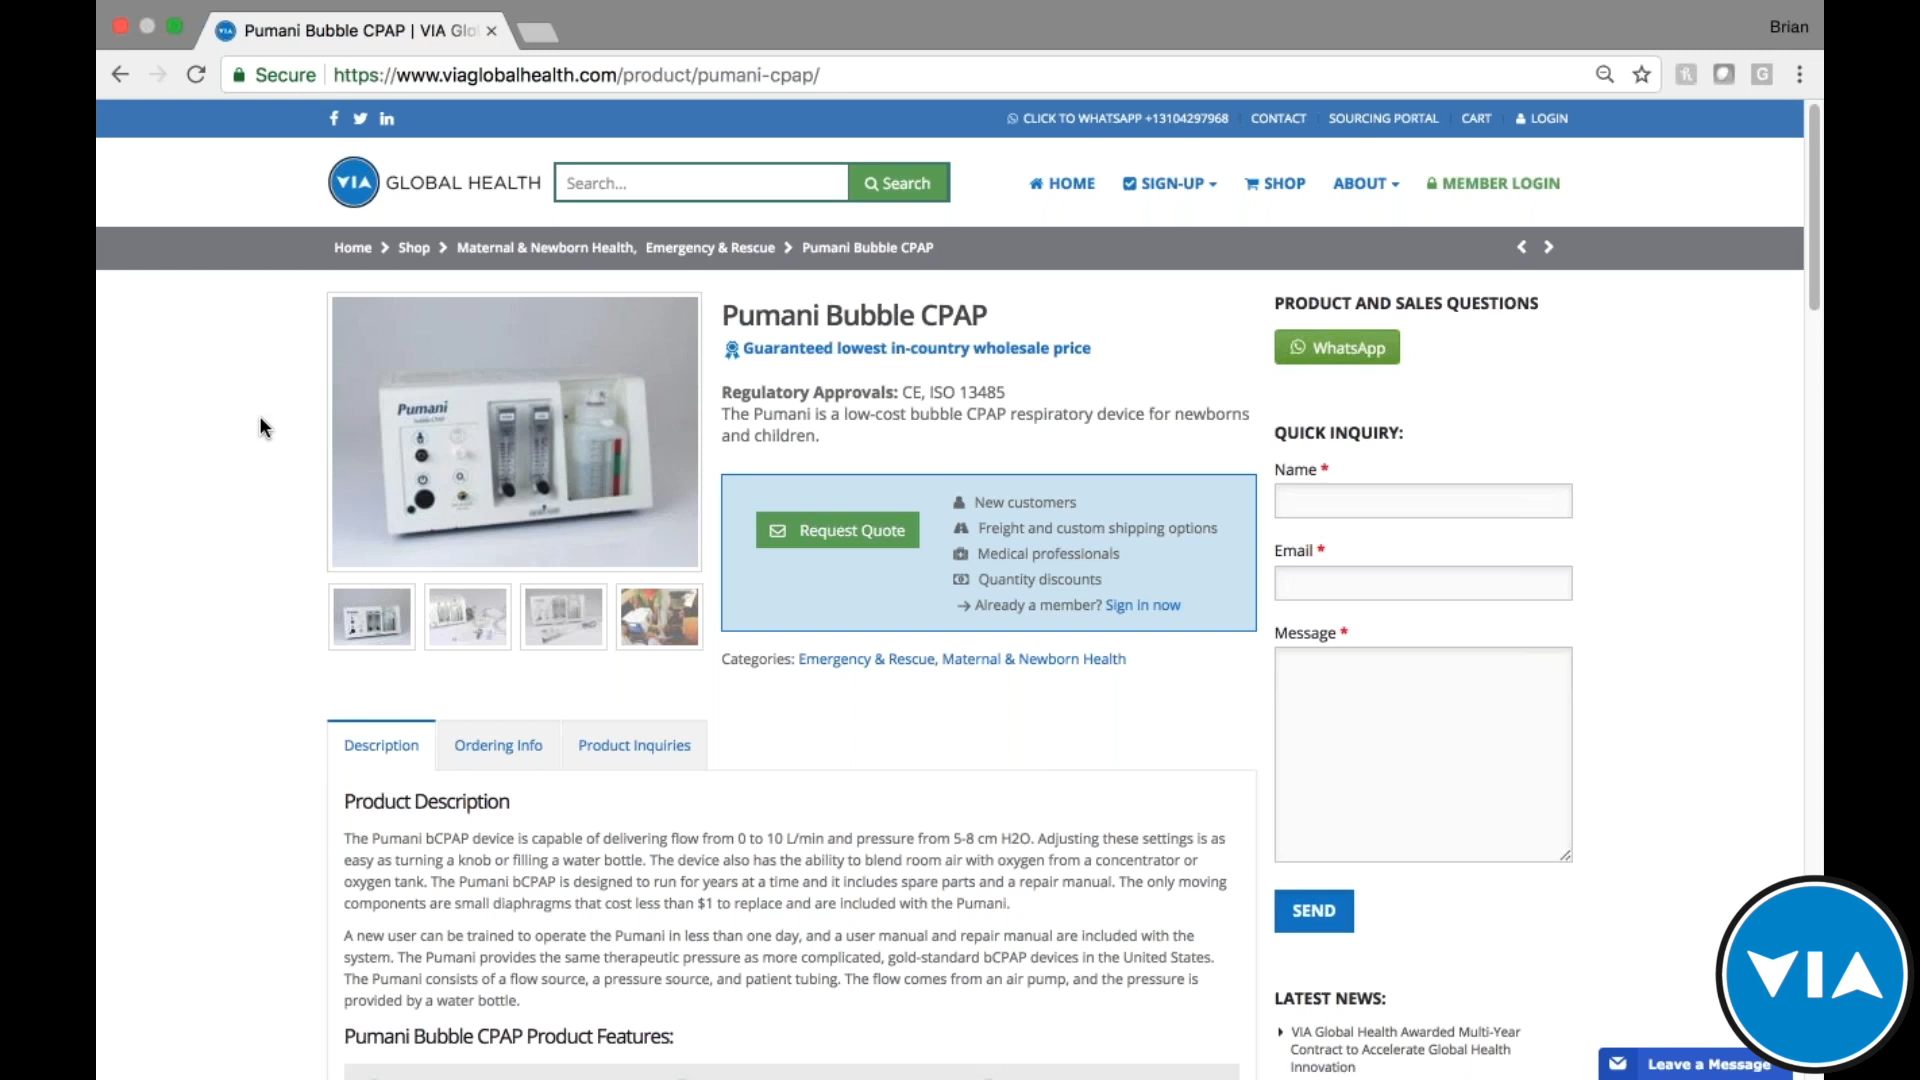 Pumani Bubble CPAP | VIA Glo
Brian
Secure
https://www.viaglobalhealth.com/product/pumani-cpap/
CLICK TO WHATSAPP +13104297968
CONTACT
SOURCING PORTAL
CART
LOGIN
VIA GLOBAL HEALTH
Search...
Search
HOME
SIGN-UP
SHOP
ABOUT
MEMBER LOGIN
Home > Shop > Maternal & Newborn Health, Emergency & Rescue > Pumani Bubble CPAP
Pumani
Pumani Bubble CPAP
Guaranteed lowest in-country wholesale price
Regulatory Approvals: CE, ISO 13485
The Pumani is a low-cost bubble CPAP respiratory device for newborns
and children.
Request Quote
New customers
Freight and custom shipping options
Medical professionals
Quantity discounts
Already a member? Sign in now
Categories: Emergency & Rescue, Maternal & Newborn Health
PRODUCT AND SALES QUESTIONS
WhatsApp
QUICK INQUIRY:
Name *
Email *
Message *
SEND
LATEST NEWS:
VIA Global Health Awarded Multi-Year
Contract to Accelerate Global Health
Innovation
Description
Ordering Info
Product Inquiries
Product Description
The Pumani bCPAP device is capable of delivering flow from 0 to 10 L/min and pressure from 5-8 cm H2O. Adjusting these settings is as
easy as turning a knob or filling a water bottle. The device also has the ability to blend room air with oxygen from a concentrator or
oxygen tank. The Pumani bCPAP is designed to run for years at a time and it includes spare parts and a repair manual. The only moving
components are small diaphragms that cost less than $1 to replace and are included with the Pumani.
A new user can be trained to operate the Pumani in less than one day, and a user manual and repair manual are included with the
system. The Pumani provides the same therapeutic pressure as more complicated, gold-standard bCPAP devices in the United States.
The Pumani consists of a flow source, a pressure source, and patient tubing. The flow comes from an air pump, and the pressure is
provided by a water bottle.
Pumani Bubble CPAP Product Features:
Leave a Message
VIA